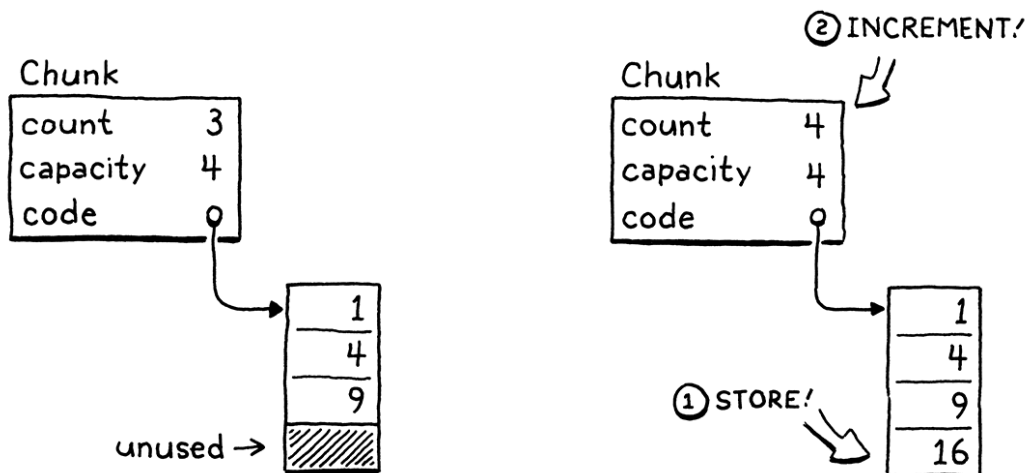 Chunk
count 3
capacity 4
code
1
4
9
unused
② INCREMENT!
Chunk
count 4
capacity 4
code
1
4
9
16
① STORE!